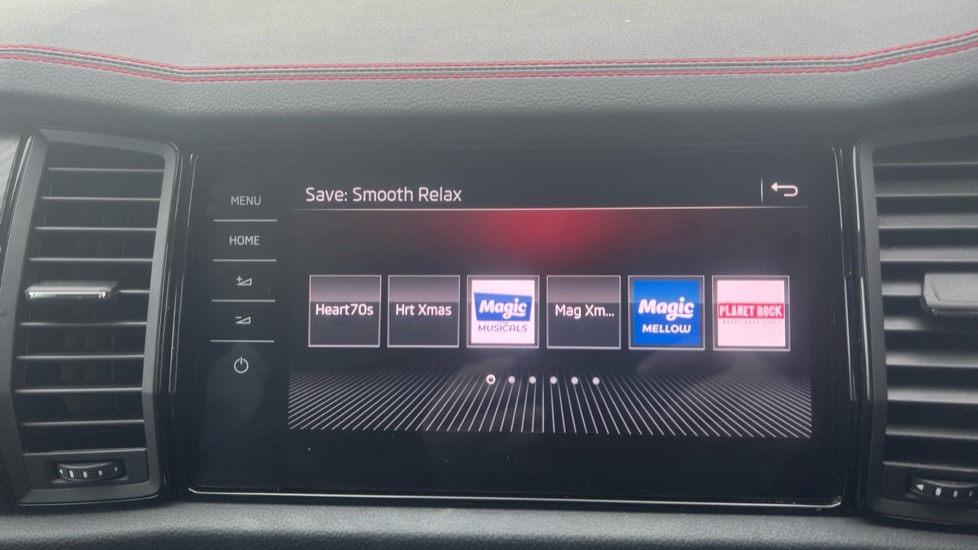 MENU
HOME
Save: Smooth Relax
Heart70s
Hrt Xmas
Magic
MUSICALS
Mag Xm...
Magic
MELLOW
PLANET ROCK